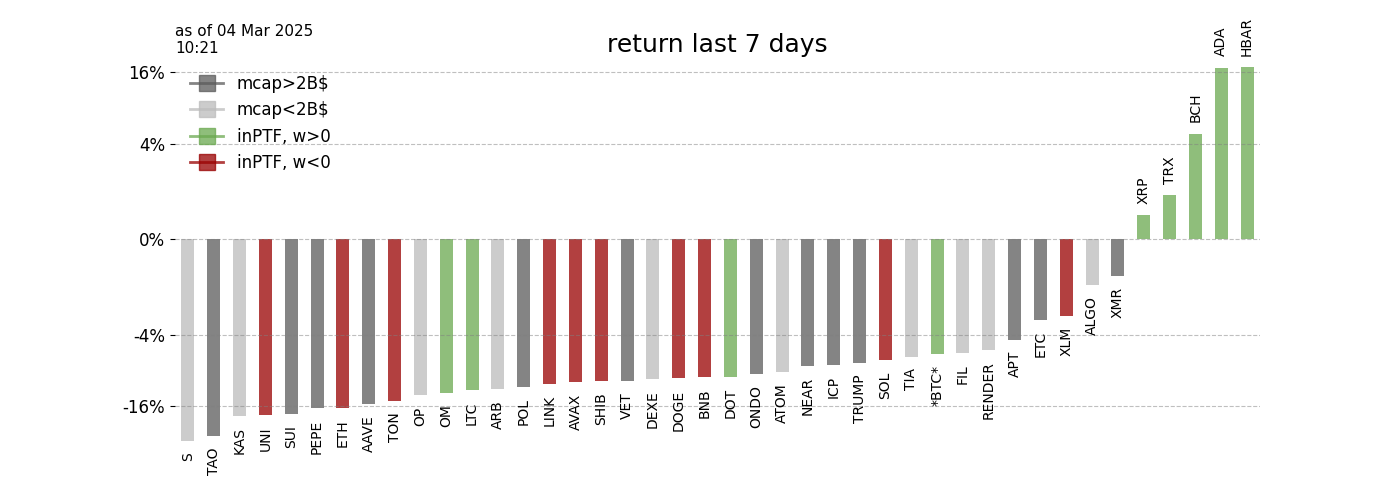 as of 04 Mar 2025
10:21
return last 7 days
16%
4%
0%
-4%
-16%
mcap>2B$
mcap<2B$
inPTF, w>0
inPTF, w<0
S
TAO
KAS
UNI
SUI
PEPE
ETH
AAVE
TON
OP
OM
LTC
ARB
POL
LINK
AVAX
SHIB
VET
DEXE
DOGE
BNB
DOT
ONDO
ATOM
NEAR
ICP
TRUMP
SOL
TIA
*BTC*
FIL
RENDER
APT
ETC
XLM
ALGO
XMR
XRP
TRX
BCH
ADA
HBAR